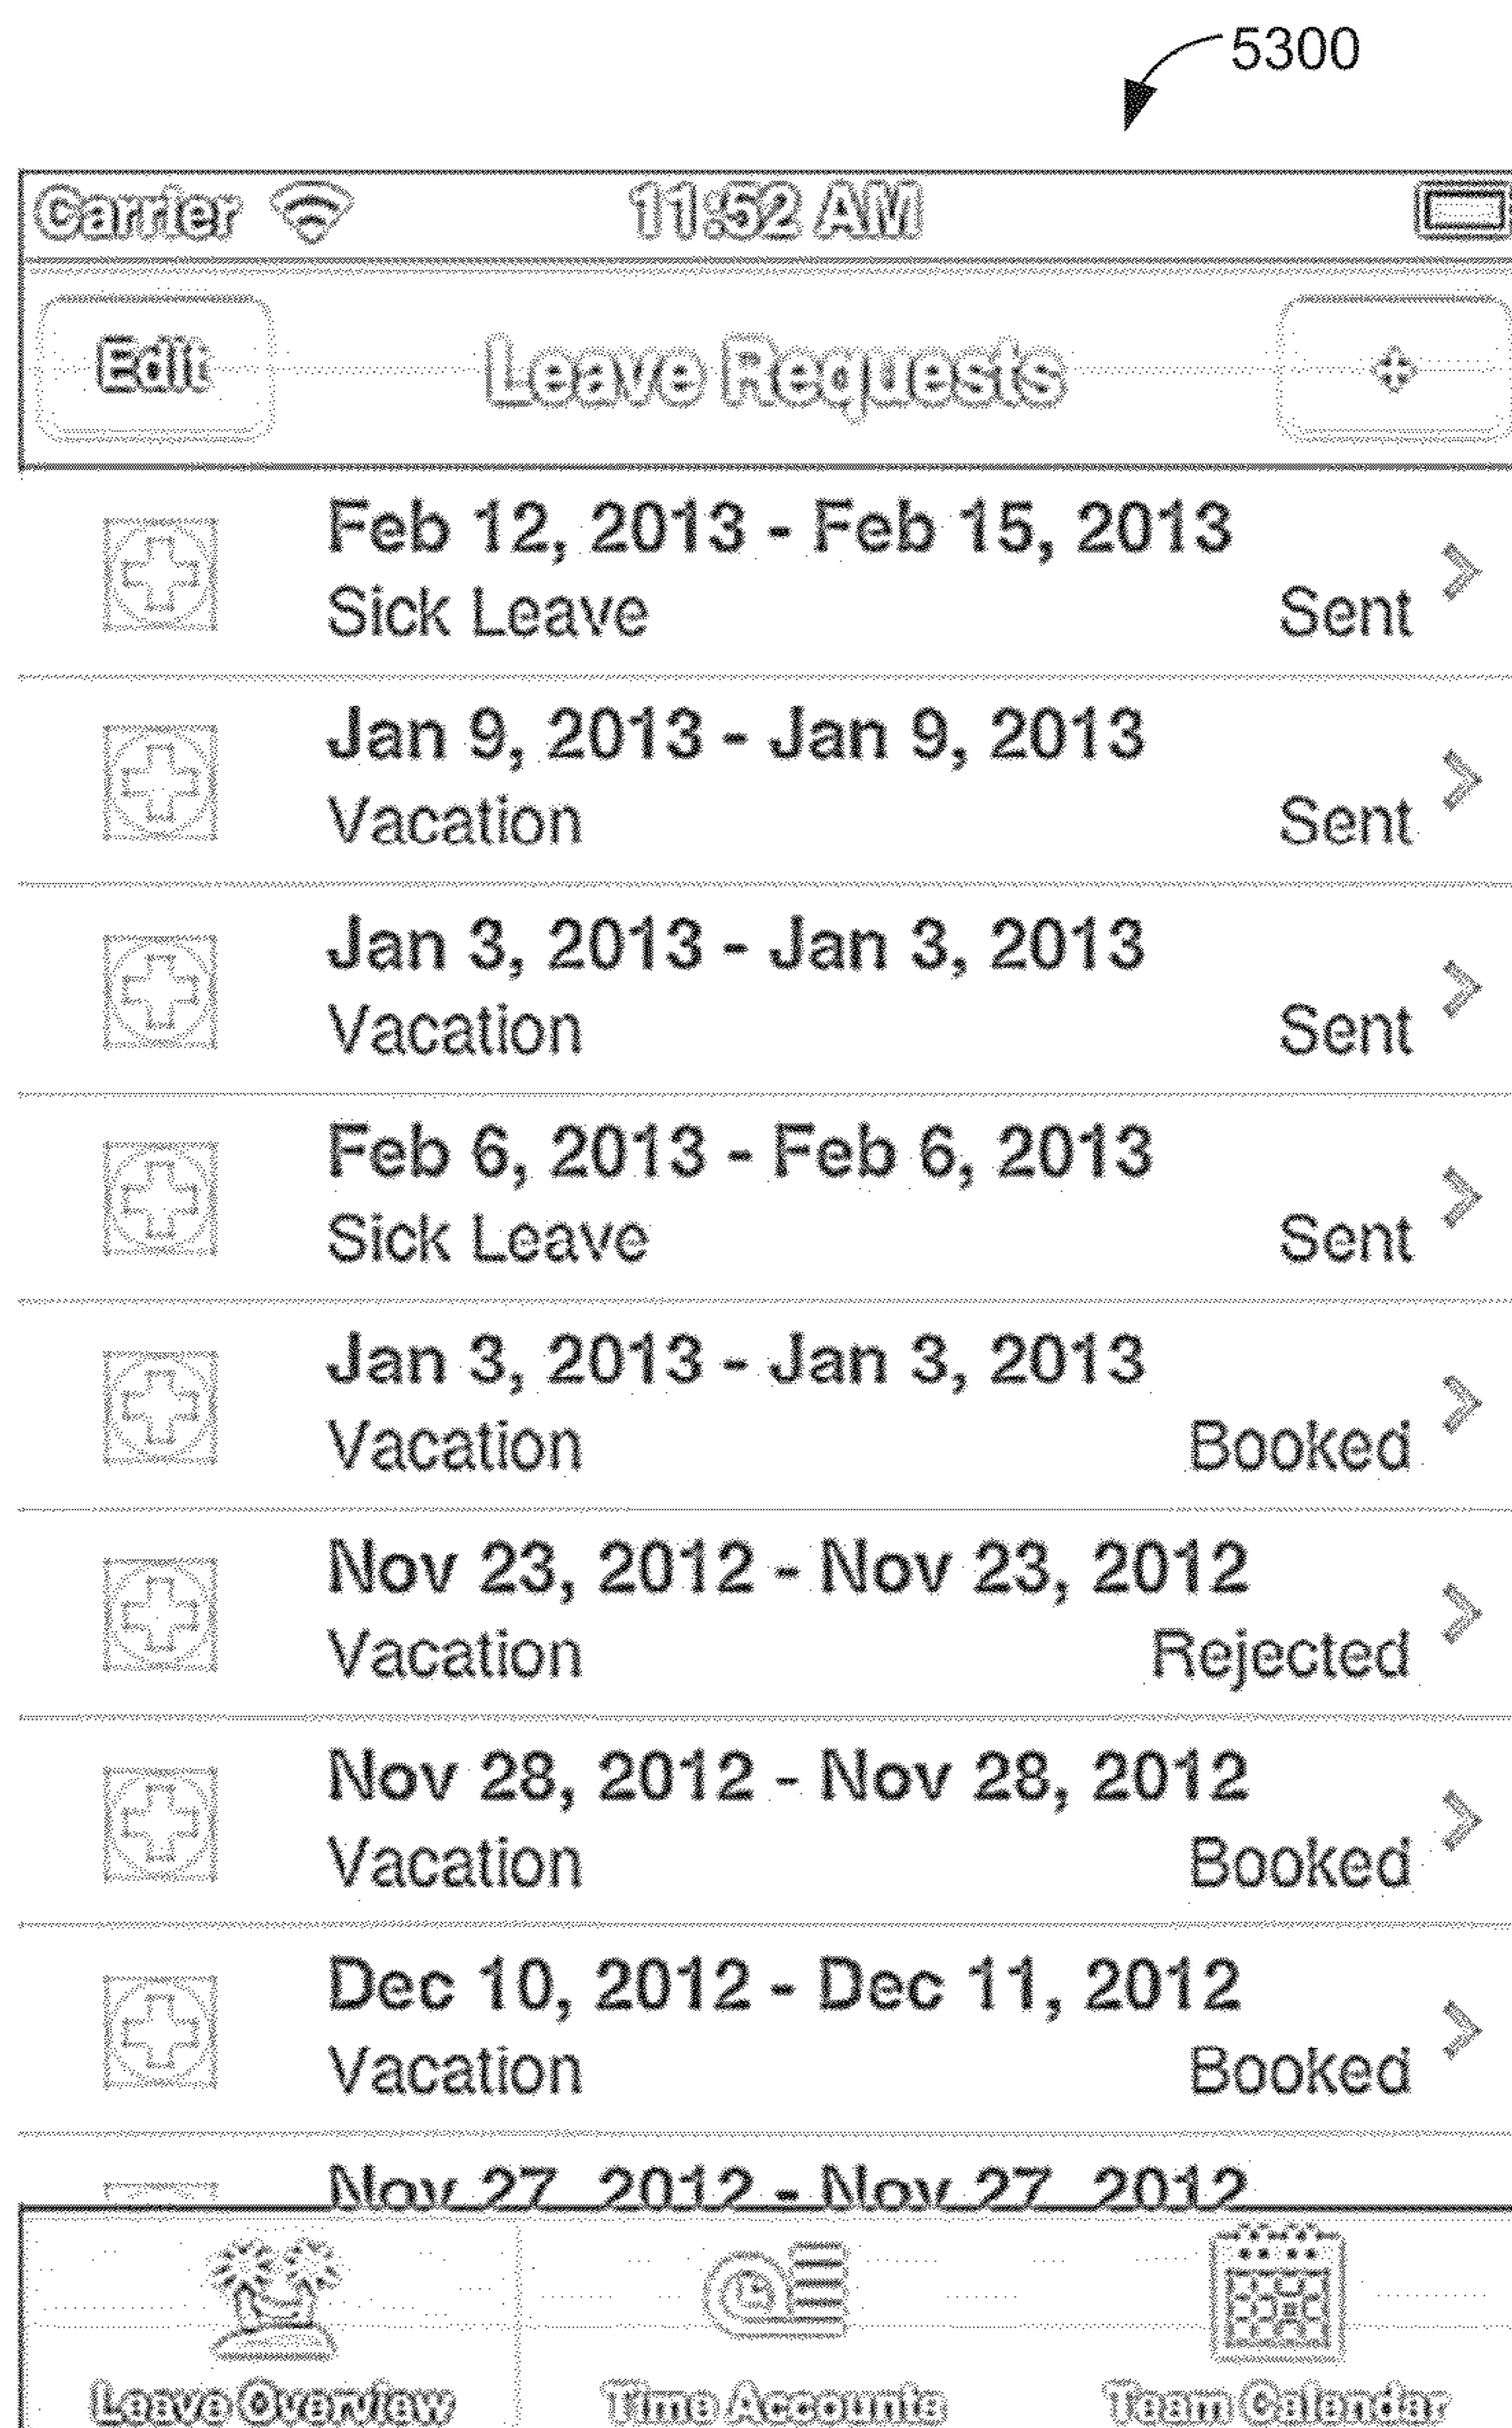 5300
Carrier 11:52 AM
Edit Leave Requests +
Feb 12, 2013 - Feb 15, 2013
Sick Leave Sent
Jan 9, 2013 - Jan 9, 2013
Vacation Sent
Jan 3, 2013 - Jan 3, 2013
Vacation Sent
Feb 6, 2013 - Feb 6, 2013
Sick Leave Sent
Jan 3, 2013 - Jan 3, 2013
Vacation Booked
Nov 23, 2012 - Nov 23, 2012
Vacation Rejected
Nov 28, 2012 - Nov 28, 2012
Vacation Booked
Dec 10, 2012 - Dec 11, 2012
Vacation Booked
Nov 27, 2012 - Nov 27, 2012
Leave Overview Time Accounts Team Calendar